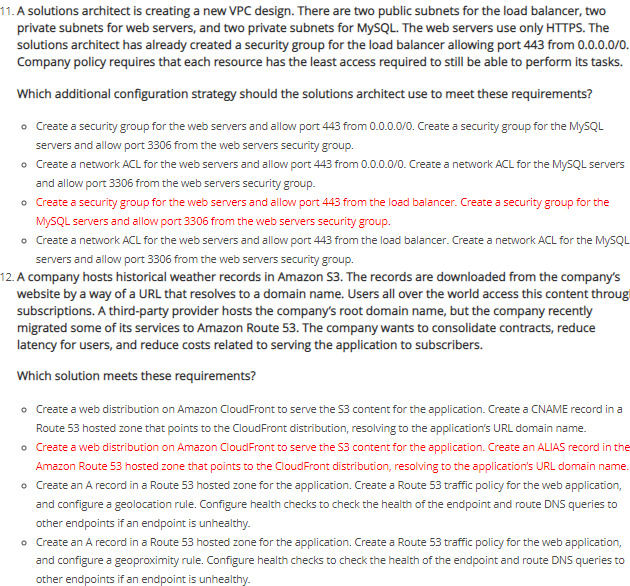 11. A solutions architect is creating a new VPC design. There are two public subnets for the load balancer, two
private subnets for web servers, and two private subnets for MySQL. The web servers use only HTTPS. The
solutions architect has already created a security group for the load balancer allowing port 443 from 0.0.0.0/0.
Company policy requires that each resource has the least access required to still be able to perform its tasks.
Which additional configuration strategy should the solutions architect use to meet these requirements?
Create a security group for the web servers and allow port 443 from 0.0.0.0/0. Create a security group for the MySQL
servers and allow port 3306 from the web servers security group.
Create a network ACL for the web servers and allow port 443 from 0.0.0.0/0. Create a network ACL for the MySQL servers
and allow port 3306 from the web servers security group.
Create a security group for the web servers and allow port 443 from the load balancer. Create a security group for the
MySQL servers and allow port 3306 from the web servers security group.
Create a network ACL for the web servers and allow port 443 from the load balancer. Create a network ACL for the MySQL
servers and allow port 3306 from the web servers security group.
12. A company hosts historical weather records in Amazon S3. The records are downloaded from the company's
website by a way of a URL that resolves to a domain name. Users all over the world access this content throug
subscriptions. A third-party provider hosts the company's root domain name, but the company recently
migrated some of its services to Amazon Route 53. The company wants to consolidate contracts, reduce
latency for users, and reduce costs related to serving the application to subscribers.
Which solution meets these requirements?
Create a web distribution on Amazon CloudFront to serve the S3 content for the application. Create a CNAME record in a
Route 53 hosted zone that points to the CloudFront distribution, resolving to the application's URL domain name.
Create a web distribution on Amazon CloudFront to serve the S3 content for the application. Create an ALIAS record in the
Amazon Route 53 hosted zone that points to the CloudFront distribution, resolving to the application's URL domain name.
Create an A record in a Route 53 hosted zone for the application. Create a Route 53 traffic policy for the web application,
and configure a geolocation rule. Configure health checks to check the health of the endpoint and route DNS queries to
other endpoints if an endpoint is unhealthy.
Create an A record in a Route 53 hosted zone for the application. Create a Route 53 traffic policy for the web application,
and configure a geoproximity rule. Configure health checks to check the health of the endpoint and route DNS queries to
other endpoints if an endpoint is unhealthy.